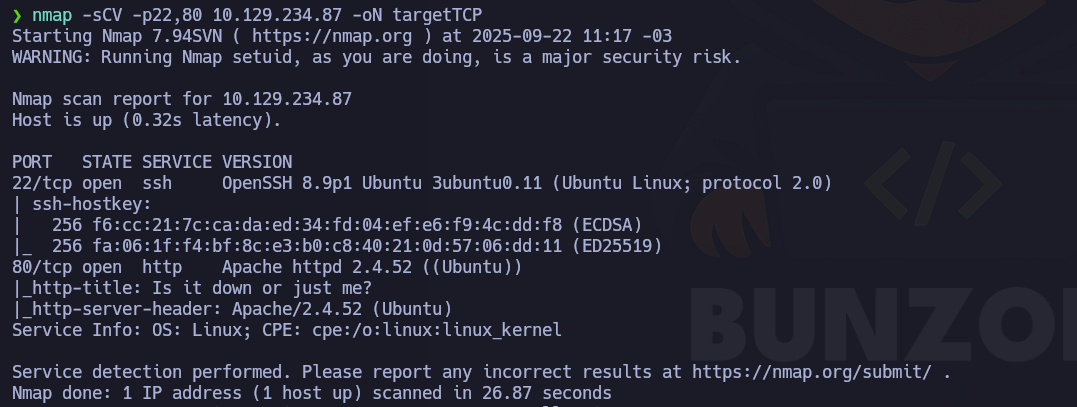 ❯ nmap -sCV -p22,80 10.129.234.87 -oN targetTCP
Starting Nmap 7.94SVN ( https://nmap.org ) at 2025-09-22 11:17 -03
WARNING: Running Nmap setuid, as you are doing, is a major security risk.

Nmap scan report for 10.129.234.87
Host is up (0.32s latency).

PORT   STATE SERVICE VERSION
22/tcp open  ssh     OpenSSH 8.9p1 Ubuntu 3ubuntu0.11 (Ubuntu Linux; protocol 2.0)
| ssh-hostkey:
|   256 f6:cc:21:7c:ca:da:ed:34:fd:04:ef:e6:f9:4c:dd:f8 (ECDSA)
|_  256 fa:06:1f:f4:bf:8c:e3:b0:c8:40:21:0d:57:06:dd:11 (ED25519)
80/tcp open  http    Apache httpd 2.4.52 ((Ubuntu))
|_http-title: Is it down or just me?
|_http-server-header: Apache/2.4.52 (Ubuntu)
Service Info: OS: Linux; CPE: cpe:/o:linux:linux_kernel

Service detection performed. Please report any incorrect results at https://nmap.org/submit/ .
Nmap done: 1 IP address (1 host up) scanned in 26.87 seconds
</> 
BUNZO